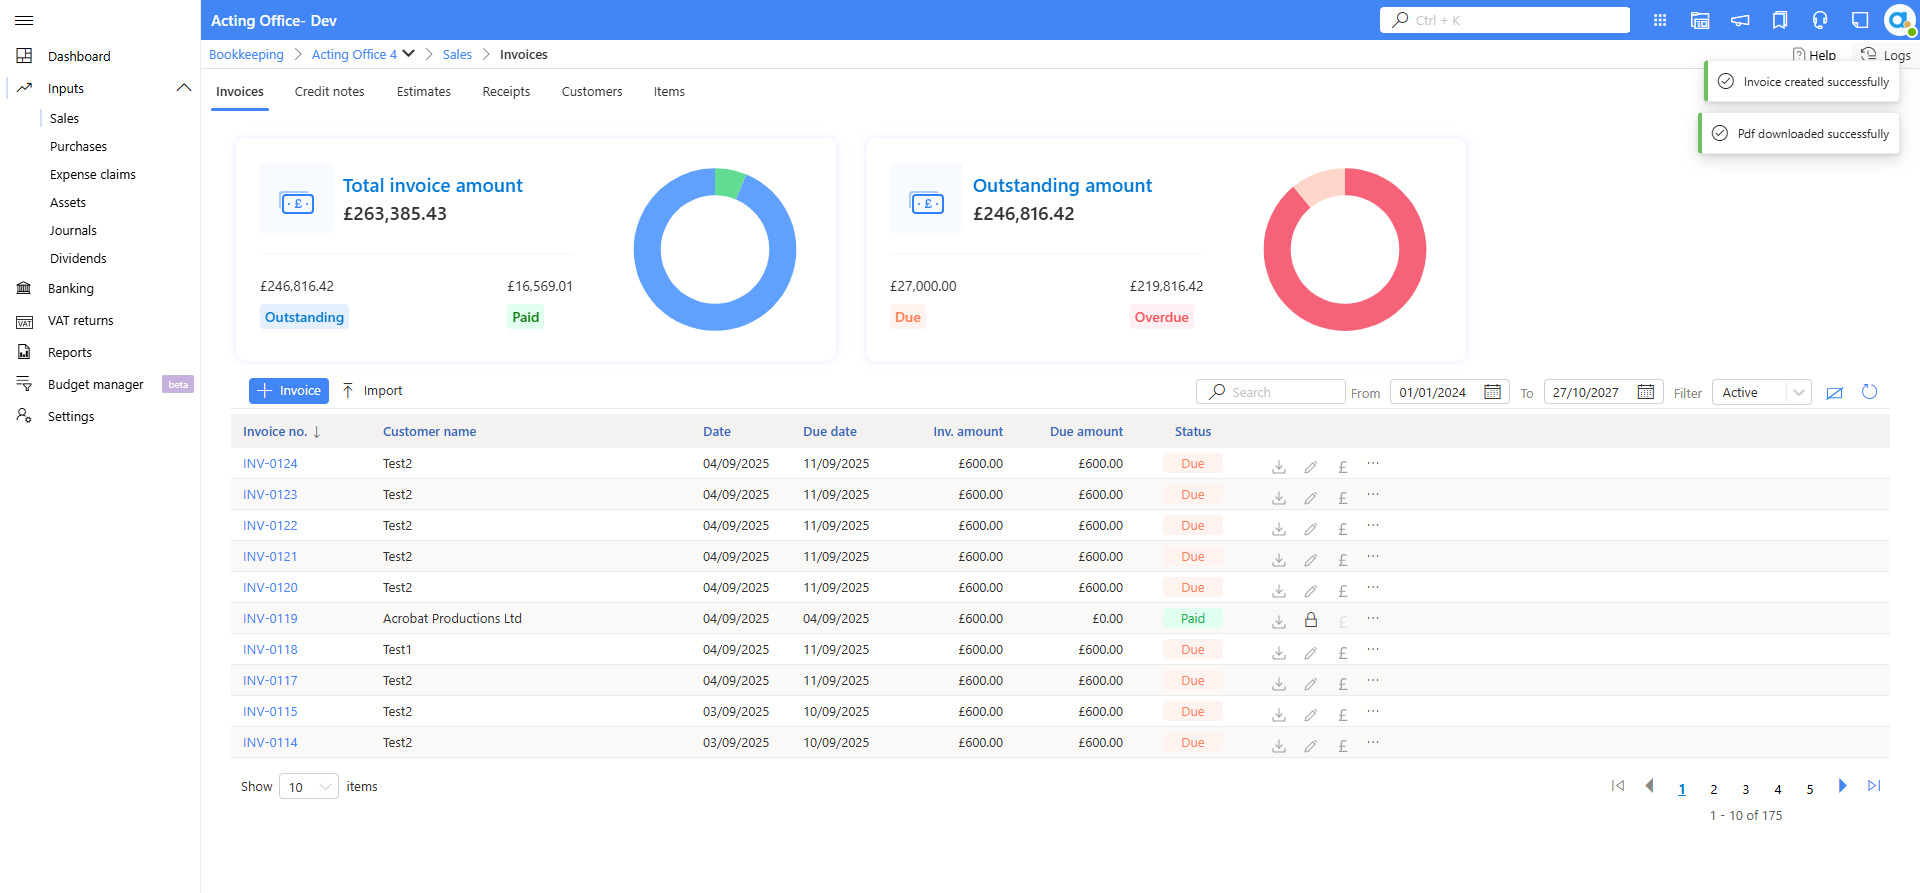 Acting Office- Dev
Ctrl + K
Dashboard
Inputs
Sales
Purchases
Expense claims
Assets
Journals
Dividends
Banking
VAT
VAT returns
Reports
Budget manager beta
Settings
Bookkeeping Acting Office 4 Sales Invoices
Help Logs
Invoice created successfully
Pdf downloaded successfully
Invoices Credit notes Estimates Receipts Customers Items
£
Total invoice amount
£263,385.43
£246,816.42 £16,569.01
Outstanding Paid
£
Outstanding amount
£246,816.42
£27,000.00 £219,816.42
Due Overdue
Invoice Import Search From 01/01/2024 To 27/10/2027 Filter Active
Invoice no. Customer name Date Due date Inv. amount Due amount Status
INV-0124 Test2 04/09/2025 11/09/2025 £600.00 £600.00 Due £ ...
INV-0123 Test2 04/09/2025 11/09/2025 £600.00 £600.00 Due £ ...
INV-0122 Test2 04/09/2025 11/09/2025 £600.00 £600.00 Due £ ...
INV-0121 Test2 04/09/2025 11/09/2025 £600.00 £600.00 Due £ ...
INV-0120 Test2 04/09/2025 11/09/2025 £600.00 £600.00 Due £ ...
INV-0119 Acrobat Productions Ltd 04/09/2025 04/09/2025 £600.00 £0.00 Paid £ ...
INV-0118 Test1 04/09/2025 11/09/2025 £600.00 £600.00 Due £ ...
INV-0117 Test2 04/09/2025 11/09/2025 £600.00 £600.00 Due £ ...
INV-0115 Test2 03/09/2025 10/09/2025 £600.00 £600.00 Due £ ...
INV-0114 Test2 03/09/2025 10/09/2025 £600.00 £600.00 Due £ ...
Show 10 items
1 2 3 4 5
1 - 10 of 175